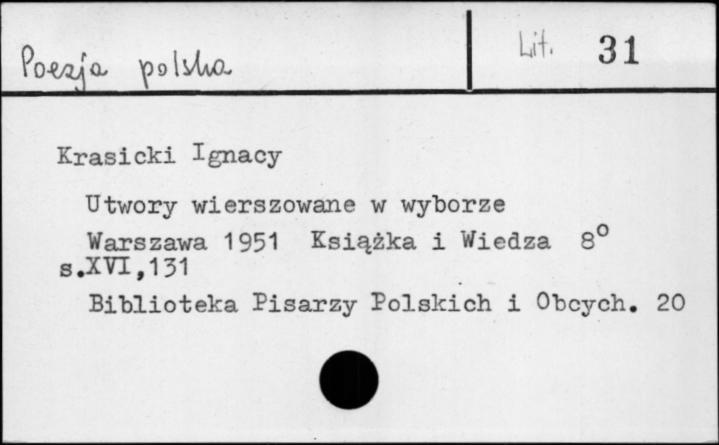 Poezja polska
Lit. 31
Krasicki Ignacy
Utwory wierszowane w wyborze
Warszawa 1951 Książka i Wiedza 8°
s.XVI,131
Biblioteka Pisarzy Polskich i Obcych. 20